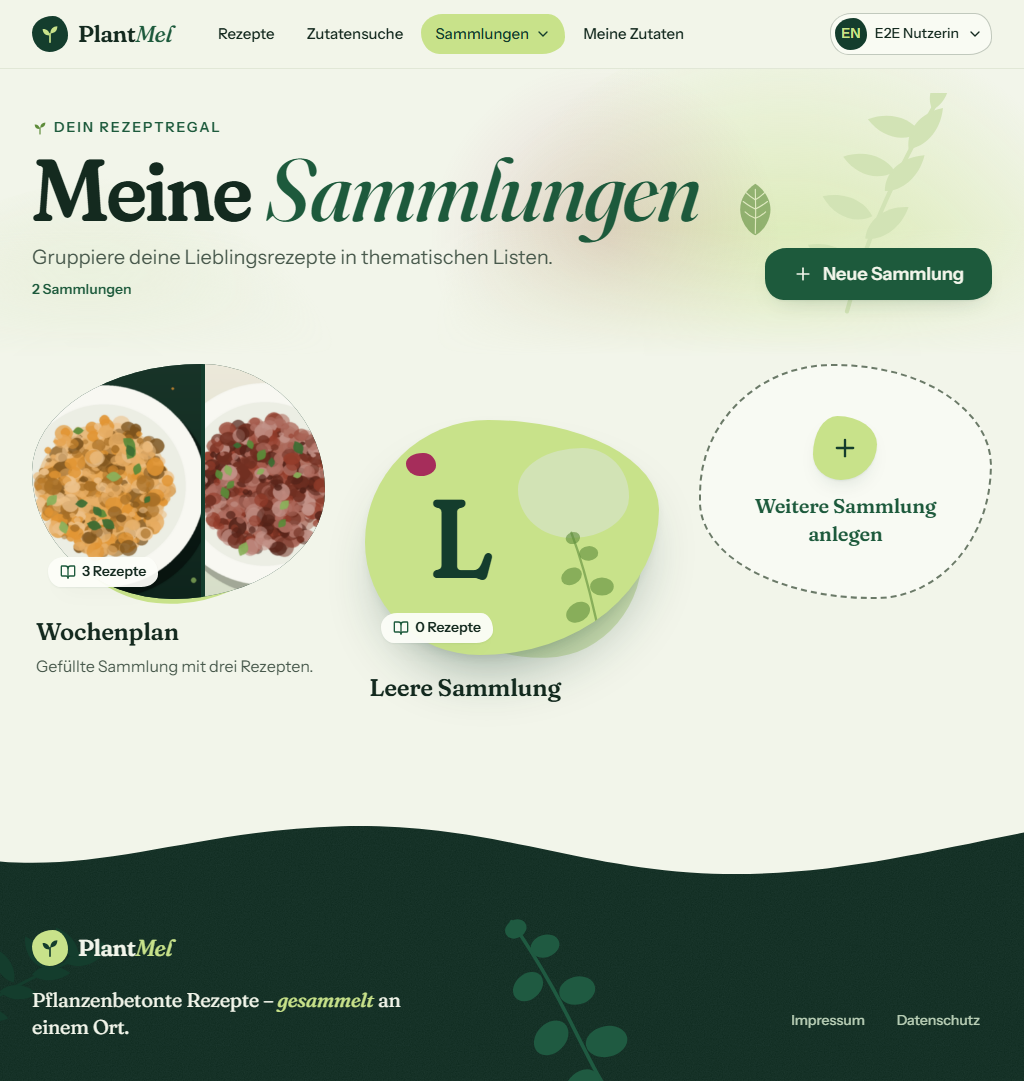 PlantMel
Rezepte
Zutatensuche
Sammlungen
Meine Zutaten
EN
E2E Nutzerin
DEIN REZEPTREGAL
Meine Sammlungen
Gruppiere deine Lieblingsrezepte in thematischen Listen.
2 Sammlungen
Neue Sammlung
3 Rezepte
Wochenplan
Gefüllte Sammlung mit drei Rezepten.
L
0 Rezepte
Leere Sammlung
Weitere Sammlung
anlegen
PlantMel
Pflanzenbetonte Rezepte – gesammelt an
einem Ort.
Impressum
Datenschutz